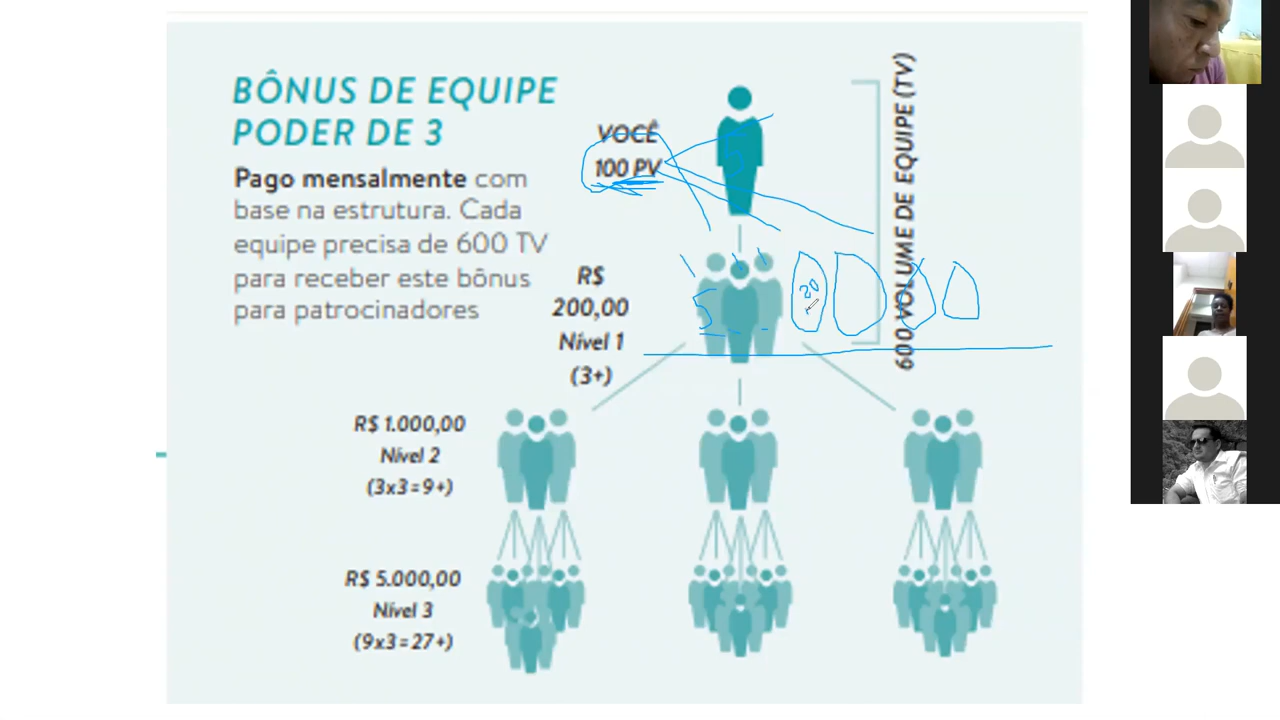 BÔNUS DE EQUIPE
PODER DE 3
Pago mensalmente com
base na estrutura. Cada
equipe precisa de 600 TV
para receber este bônus
para patrocinadores
VOCÊ
100 PV
600 VOLUME DE EQUIPE (TV)
R$
200,00
Nível 1
(3+)
20
R$ 1.000,00
Nível 2
(3x3=9+)
R$ 5.000,00
Nível 3
(9x3=27+)